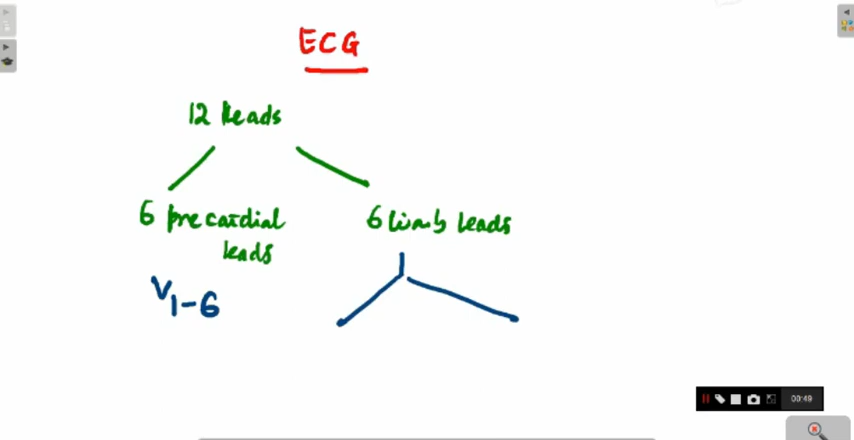 ECG
12 leads
6 precardial
leads
6 limb leads
V1-6
00:49